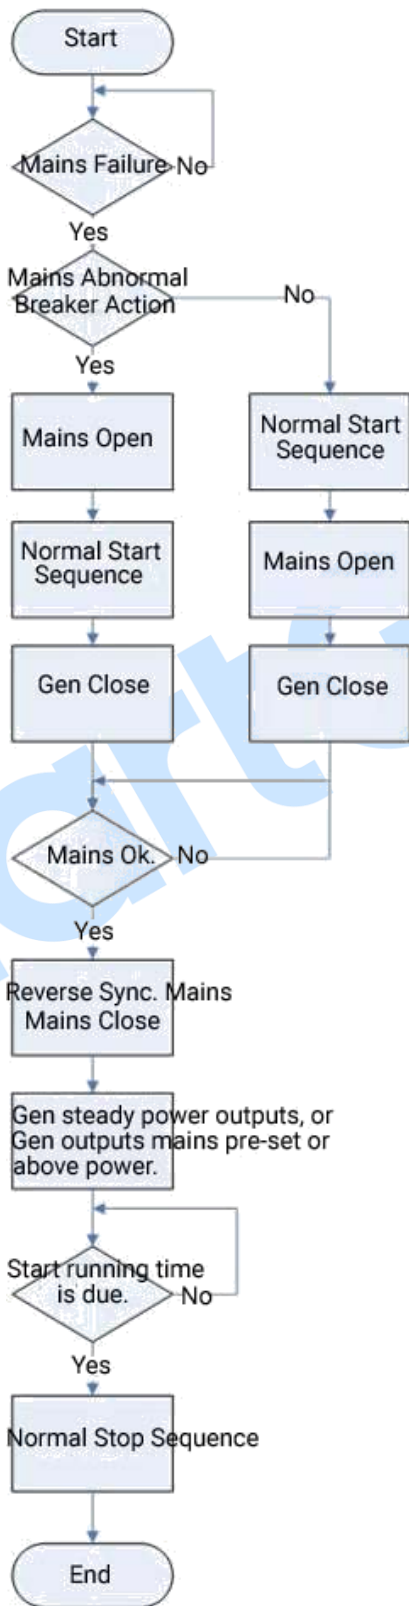 Start
Mains Failure
No
Yes
Mains Abnormal
Breaker Action
No
Yes
Mains Open
Normal Start
Sequence
Normal Start
Sequence
Mains Open
Gen Close
Gen Close
Mains Ok.
No
Yes
Reverse Sync. Mains
Mains Close
Gen steady power outputs, or
Gen outputs mains pre-set or
above power.
Start running time
is due.
No
Yes
Normal Stop Sequence
End